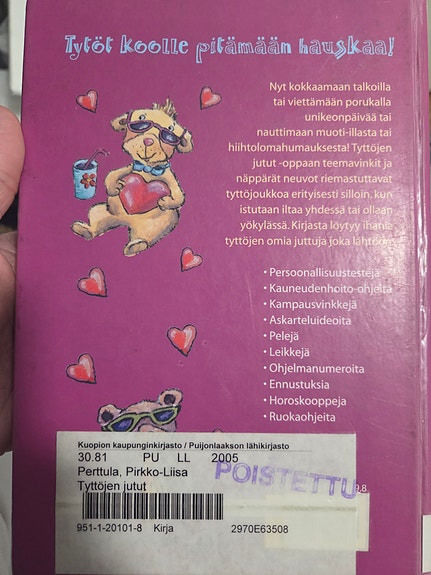 Tytöt koolle pitämään hauskaa!
Nyt kokkaamaan talkoilla
tai viettämään porukalla
unikeonpäivää tai
nauttimaan muoti-illasta tai
hiihtolomahumauksesta! Tyttöjen
jutut -oppaan teemavinkit ja
näppärät neuvot riemastuttavat
tyttöjoukkoa erityisesti silloin, kun
istutaan iltaa yhdessä tai ollaan
yökylässä. Kirjasta löytyy ihania
tyttöjen omia juttuja joka lähtöön
• Persoonallisuustestejä
• Kauneudenhoito-ohjeita
• Kampausvinkkejä
• Askarteluideoita
• Pelejä
• Leikkejä
• Ohjelmanumeroita
• Ennustuksia
• Horoskooppeja
• Ruokaohjeita
Kuopion kaupunginkirjasto / Puijonlaakson lähikirjasto
30.81 PU LL 2005
Perttula, Pirkko-Liisa
POISTETTU
Tyttöjen jutut
9.8
951-1-20101-8 Kirja 2970E63508